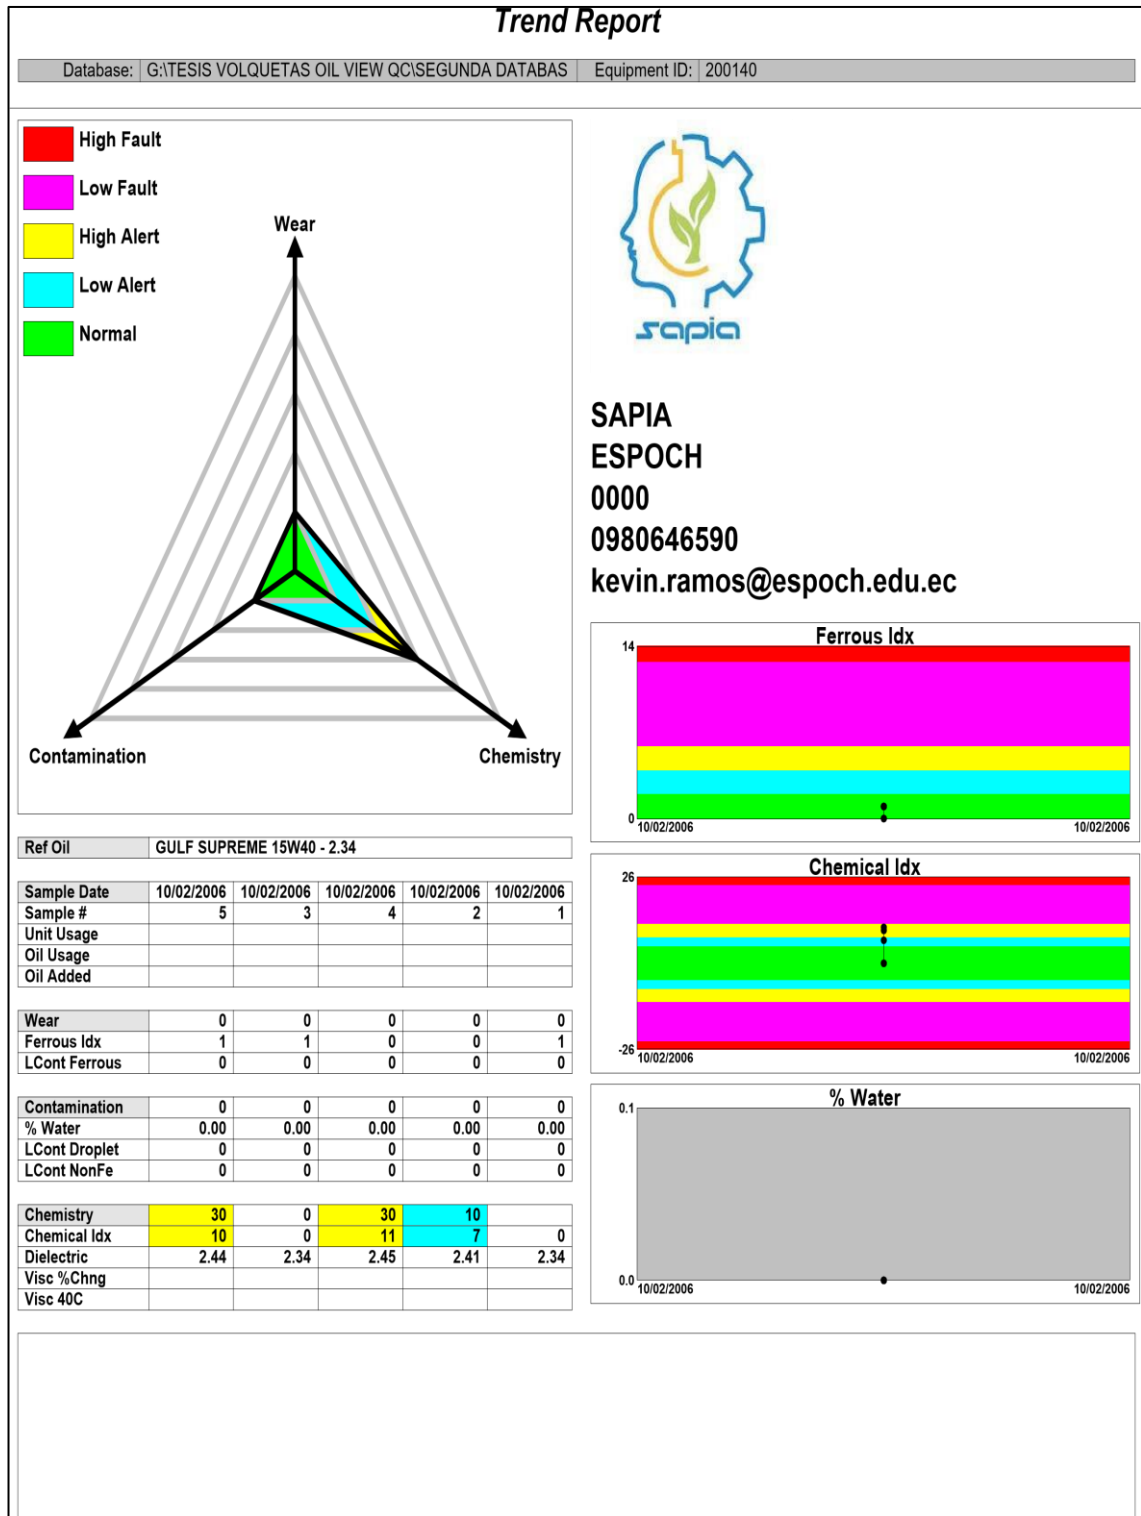 Trend Report
Database: G:\TESIS VOLQUETAS OIL VIEW QC\SEGUNDA DATABAS Equipment ID: 200140
High Fault
Low Fault
High Alert
Low Alert
Normal
Wear
Contamination
Chemistry
sapia
SAPIA
ESPOCH
0000
0980646590
kevin.ramos@espoch.edu.ec
Ferrous Idx
14
0
10/02/2006 10/02/2006
Chemical Idx
26
-26
10/02/2006 10/02/2006
% Water
0.1
0.0
10/02/2006 10/02/2006
Ref Oil GULF SUPREME 15W40 - 2.34
Sample Date 10/02/2006 10/02/2006 10/02/2006 10/02/2006 10/02/2006
Sample # 5 3 4 2 1
Unit Usage
Oil Usage
Oil Added
Wear 0 0 0 0 0
Ferrous Idx 1 1 0 0 1
LCont Ferrous 0 0 0 0 0
Contamination 0 0 0 0 0
% Water 0.00 0.00 0.00 0.00 0.00
LCont Droplet 0 0 0 0 0
LCont NonFe 0 0 0 0 0
Chemistry 30 0 30 10
Chemical Idx 10 0 11 7 0
Dielectric 2.44 2.34 2.45 2.41 2.34
Visc %Chng
Visc 40C